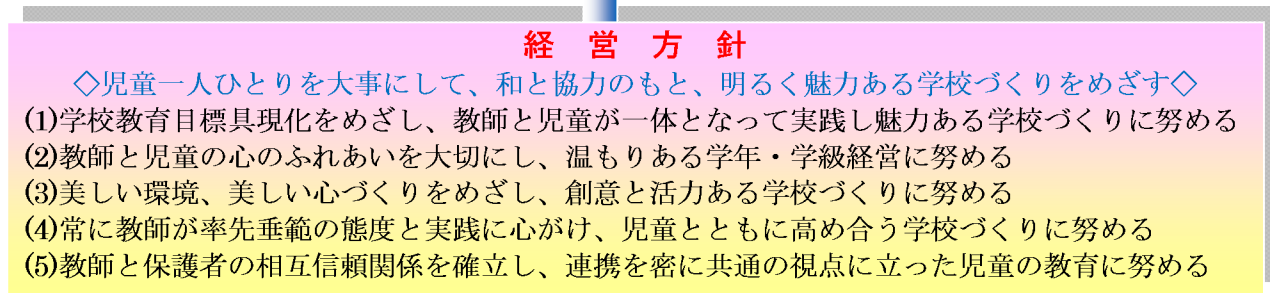 経　営　方　針
◇児童一人ひとりを大事にして、和と協力のもと、明るく魅力ある学校づくりをめざす◇
(1)学校教育目標具現化をめざし、教師と児童が一体となって実践し魅力ある学校づくりに努める
(2)教師と児童の心のふれあいを大切にし、温もりある学年・学級経営に努める
(3)美しい環境、美しい心づくりをめざし、創意と活力ある学校づくりに努める
(4)常に教師が率先垂範の態度と実践に心がけ、児童とともに高め合う学校づくりに努める
(5)教師と保護者の相互信頼関係を確立し、連携を密に共通の視点に立った児童の教育に努める